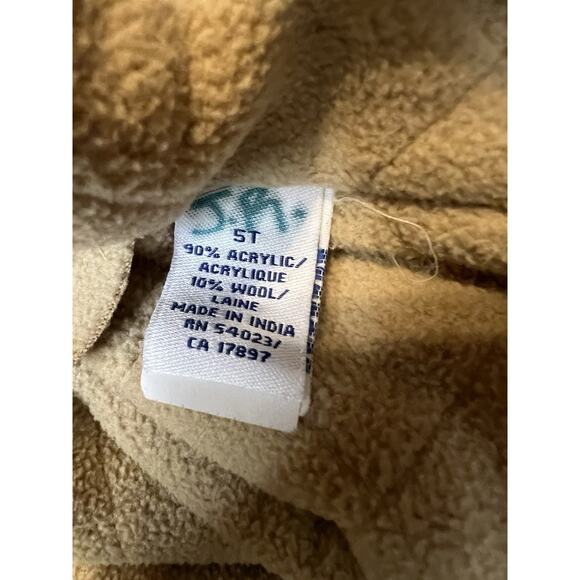 J.R.
5T
90% ACRYLIC/
ACRYLIQUE
10% WOOL/
LAINE
MADE IN INDIA
RN 54023/
CA 17897